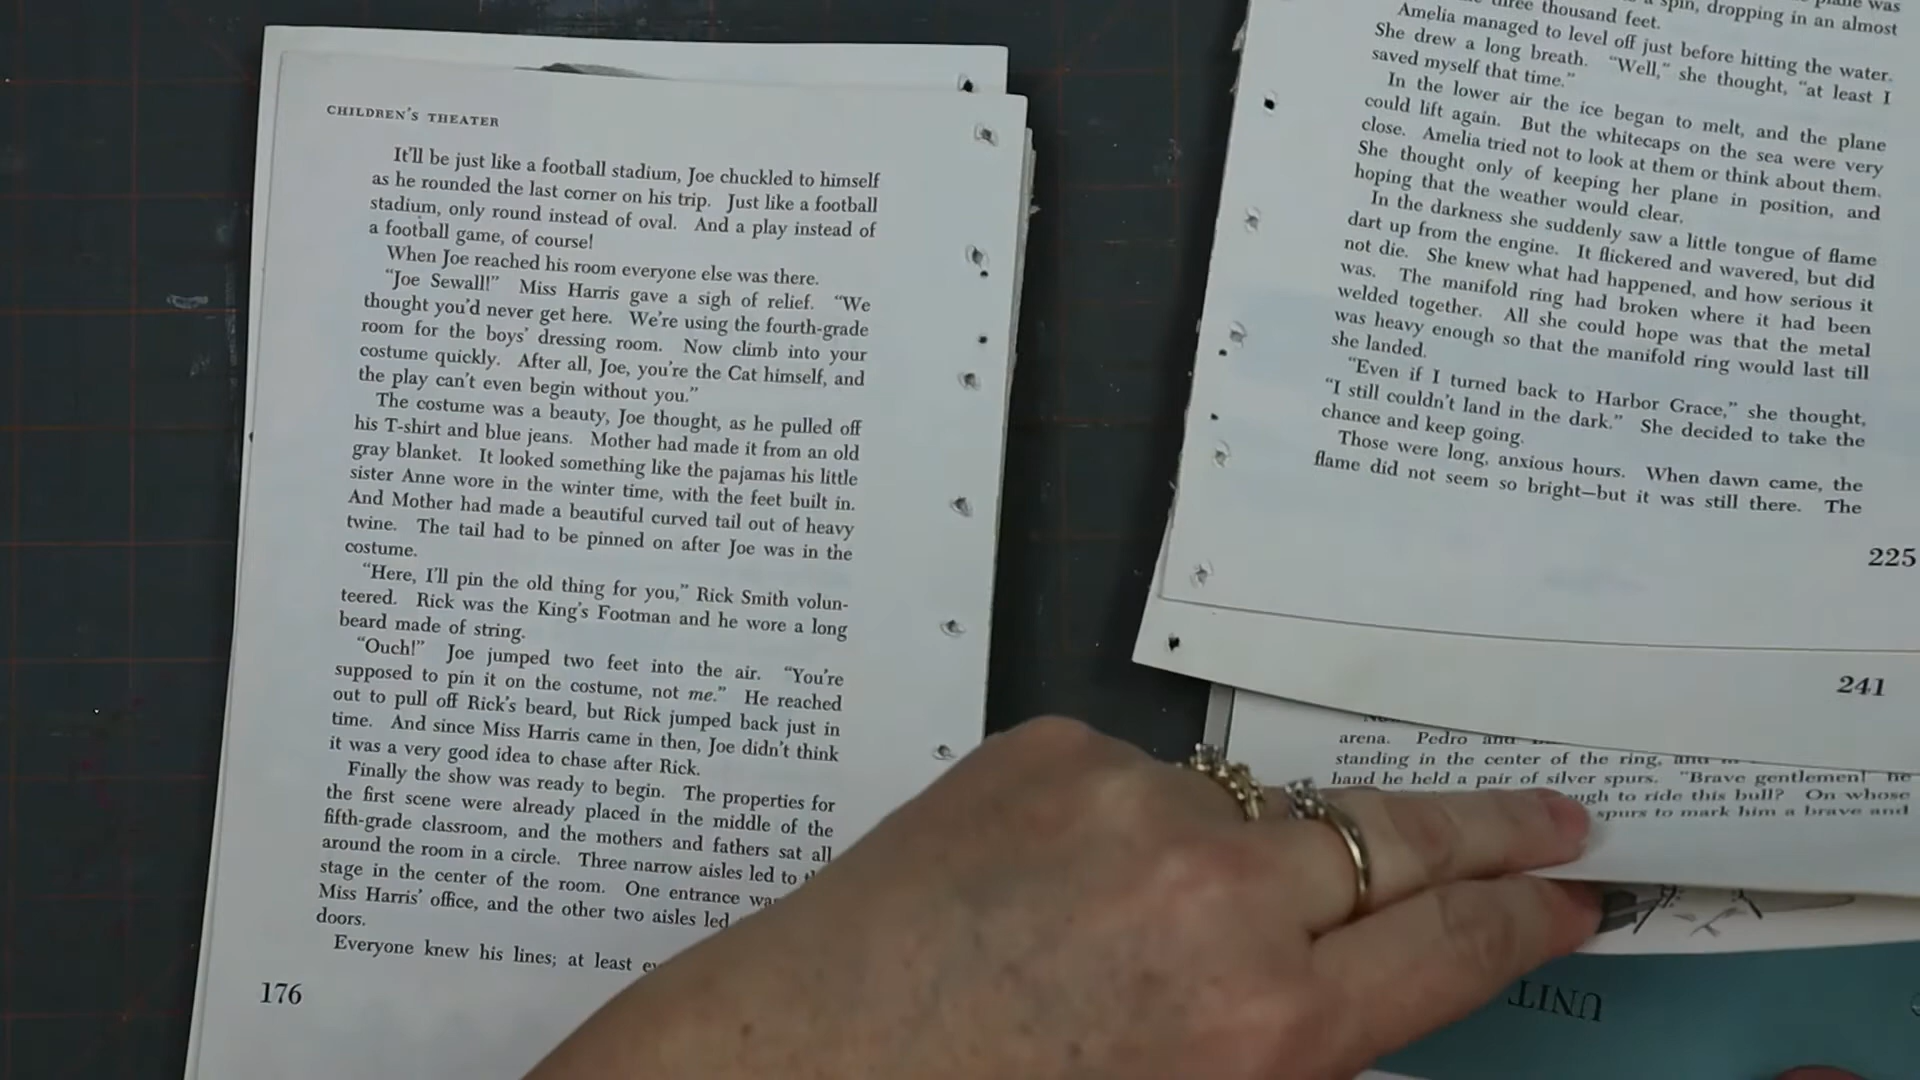 CHILDREN'S THEATER
It'll be just like a football stadium, Joe chuckled to himself
as he rounded the last corner on his trip. Just like a football
stadium, only round instead of oval. And a play instead of
a football game, of course!
When Joe reached his room everyone else was there.
"Joe Sewall!" Miss Harris gave a sigh of relief. "We
thought you'd never get here. We're using the fourth-grade
room for the boys' dressing room. Now climb into your
costume quickly. After all, Joe, you're the Cat himself, and
the play can't even begin without you."
The costume was a beauty, Joe thought, as he pulled off
his T-shirt and blue jeans. Mother had made it from an old
gray blanket. It looked something like the pajamas his little
sister Anne wore in the winter time, with the feet built in.
And Mother had made a beautiful curved tail out of heavy
twine. The tail had to be pinned on after Joe was in the
costume.
"Here, I'll pin the old thing for you," Rick Smith volun-
teered. Rick was the King's Footman and he wore a long
beard made of string.
"Ouch!" Joe jumped two feet into the air. "You're
supposed to pin it on the costume, not me." He reached
out to pull off Rick's beard, but Rick jumped back just in
time. And since Miss Harris came in then, Joe didn't think
it was a very good idea to chase after Rick.
Finally the show was ready to begin. The properties for
the first scene were already placed in the middle of the
fifth-grade classroom, and the mothers and fathers sat all
around the room in a circle. Three narrow aisles led to
stage in the center of the room. One entrance
Miss Harris' office, and the other two aisles led
doors.
Everyone knew his lines; at least
176
spin, dropping in an almost
three thousand feet.
Amelia managed to level off just before hitting the water.
She drew a long breath. "Well," she thought, "at least I
saved myself that time."
In the lower air the ice began to melt, and the plane
could lift again. But the whitecaps on the sea were very
close. Amelia tried not to look at them or think about them.
She thought only of keeping her plane in position, and
hoping that the weather would clear.
In the darkness she suddenly saw a little tongue of flame
dart up from the engine. It flickered and wavered, but did
not die. She knew what had happened, and how serious it
was. The manifold ring had broken where it had been
welded together. All she could hope was that the metal
was heavy enough so that the manifold ring would last till
she landed.
"Even if I turned back to Harbor Grace," she thought,
"I still couldn't land in the dark." She decided to take the
chance and keep going.
Those were long, anxious hours. When dawn came, the
flame did not seem so bright—but it was still there. The
225
241
arena. Pedro and
standing in the center of the ring, and
hand he held a pair of silver spurs. "Brave gentlemen! he
to ride this bull? On whose
spurs to mark him a brave and
UNIT